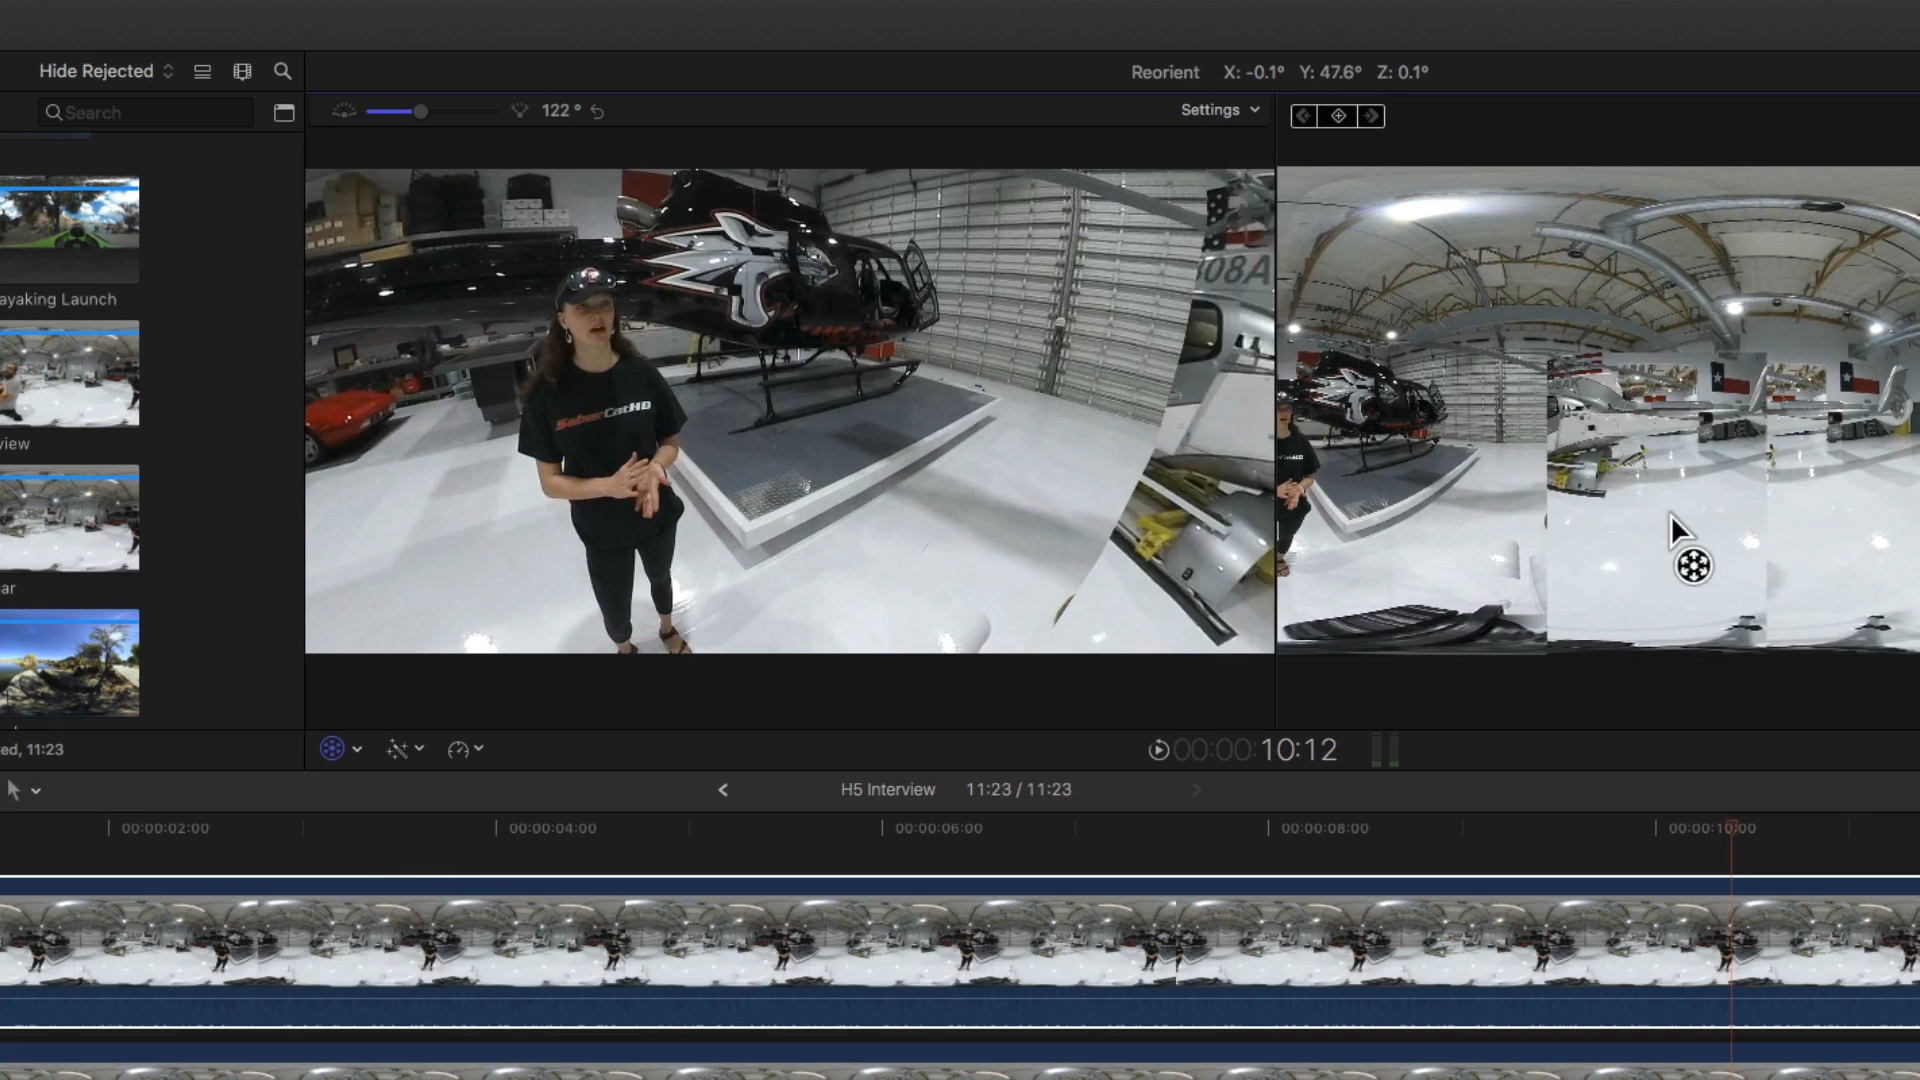 Hide Rejected
Reorient X: -0.1° Y: 47.6° Z: 0.1°
Search
122 °
Settings
ayaking Launch
view
ar
08A
SaberCatHD
ed, 11:23
00:00:10:12
H5 Interview 11:23 / 11:23
00:00:02:00
00:00:04:00
00:00:06:00
00:00:08:00
00:00:10:00